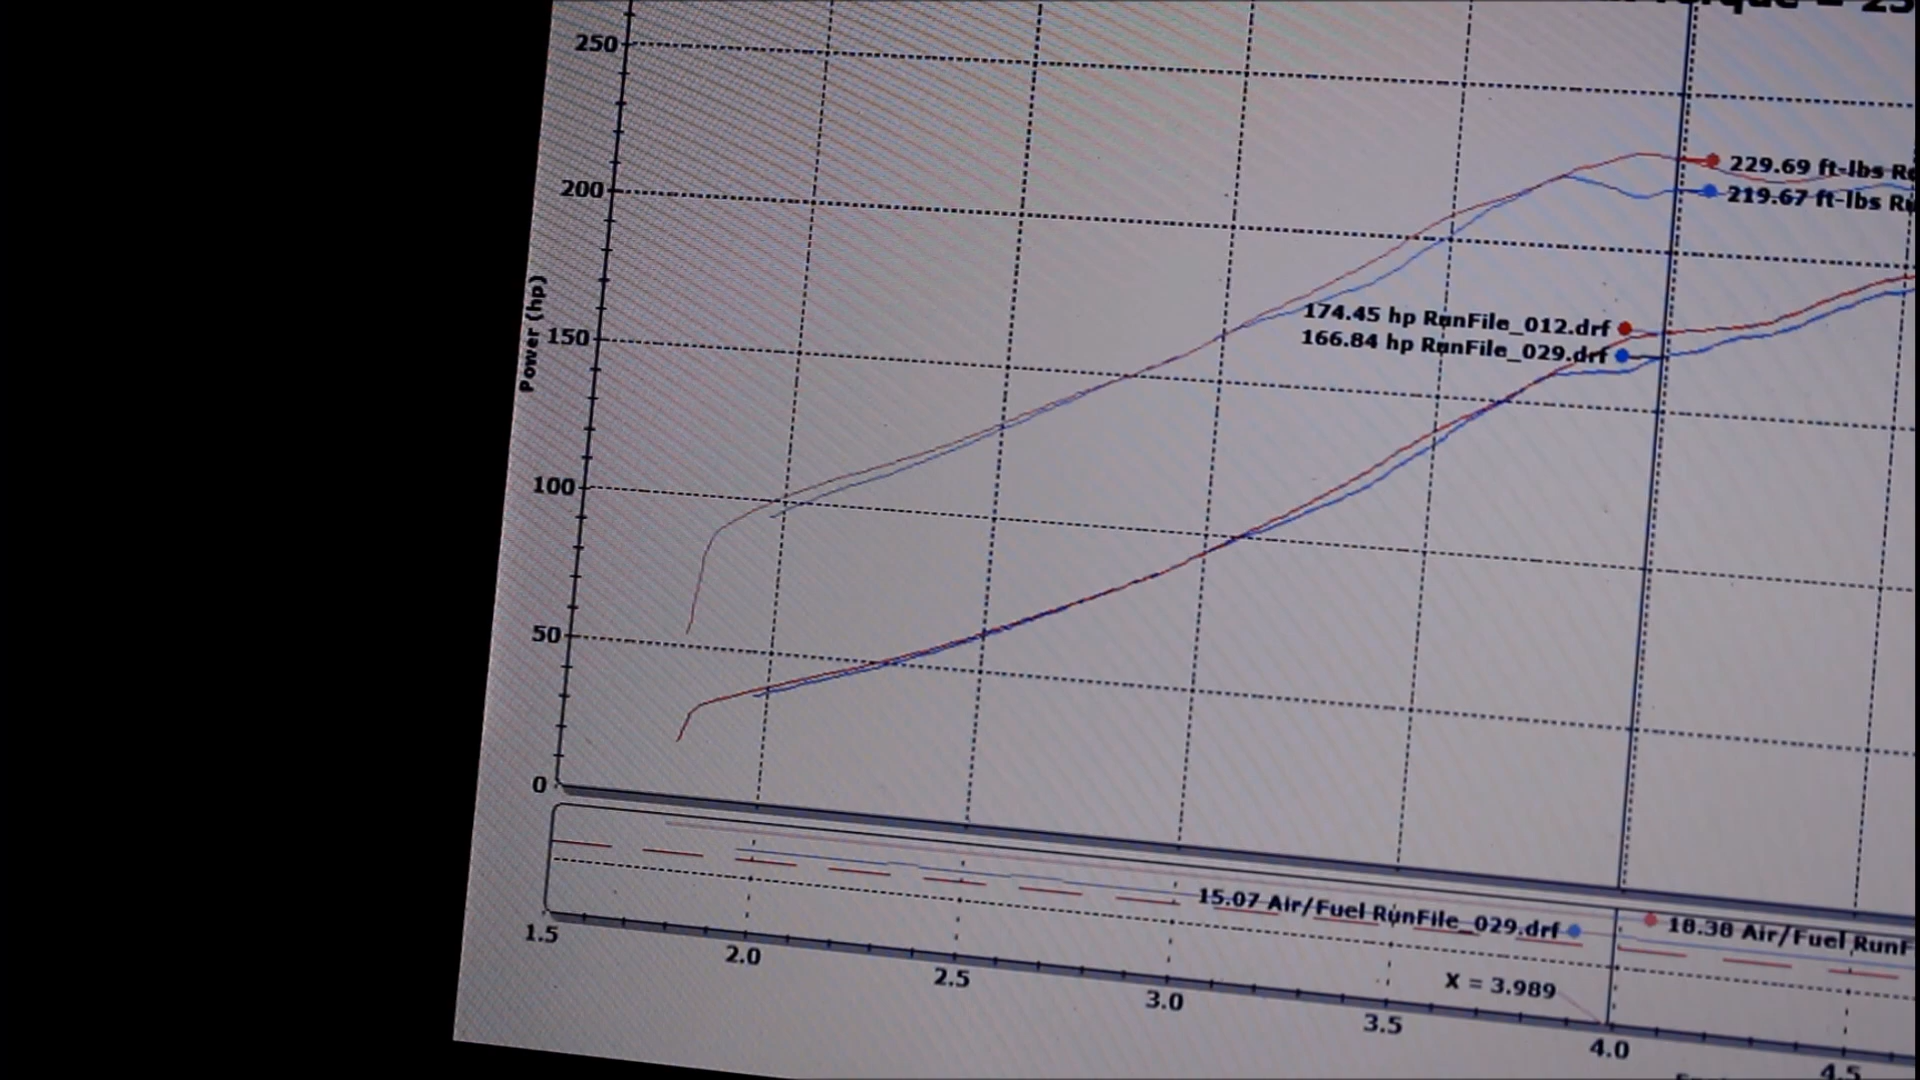 250
200
150
100
50
0
Power (hp)
229.69 ft-lbs
219.67 ft-lbs
174.45 hp RunFile_012.drf
166.84 hp RunFile_029.drf
15.07 Air/Fuel RunFile_029.drf
18.38 Air/Fuel
X = 3.989
1.5
2.0
2.5
3.0
3.5
4.0
4.5